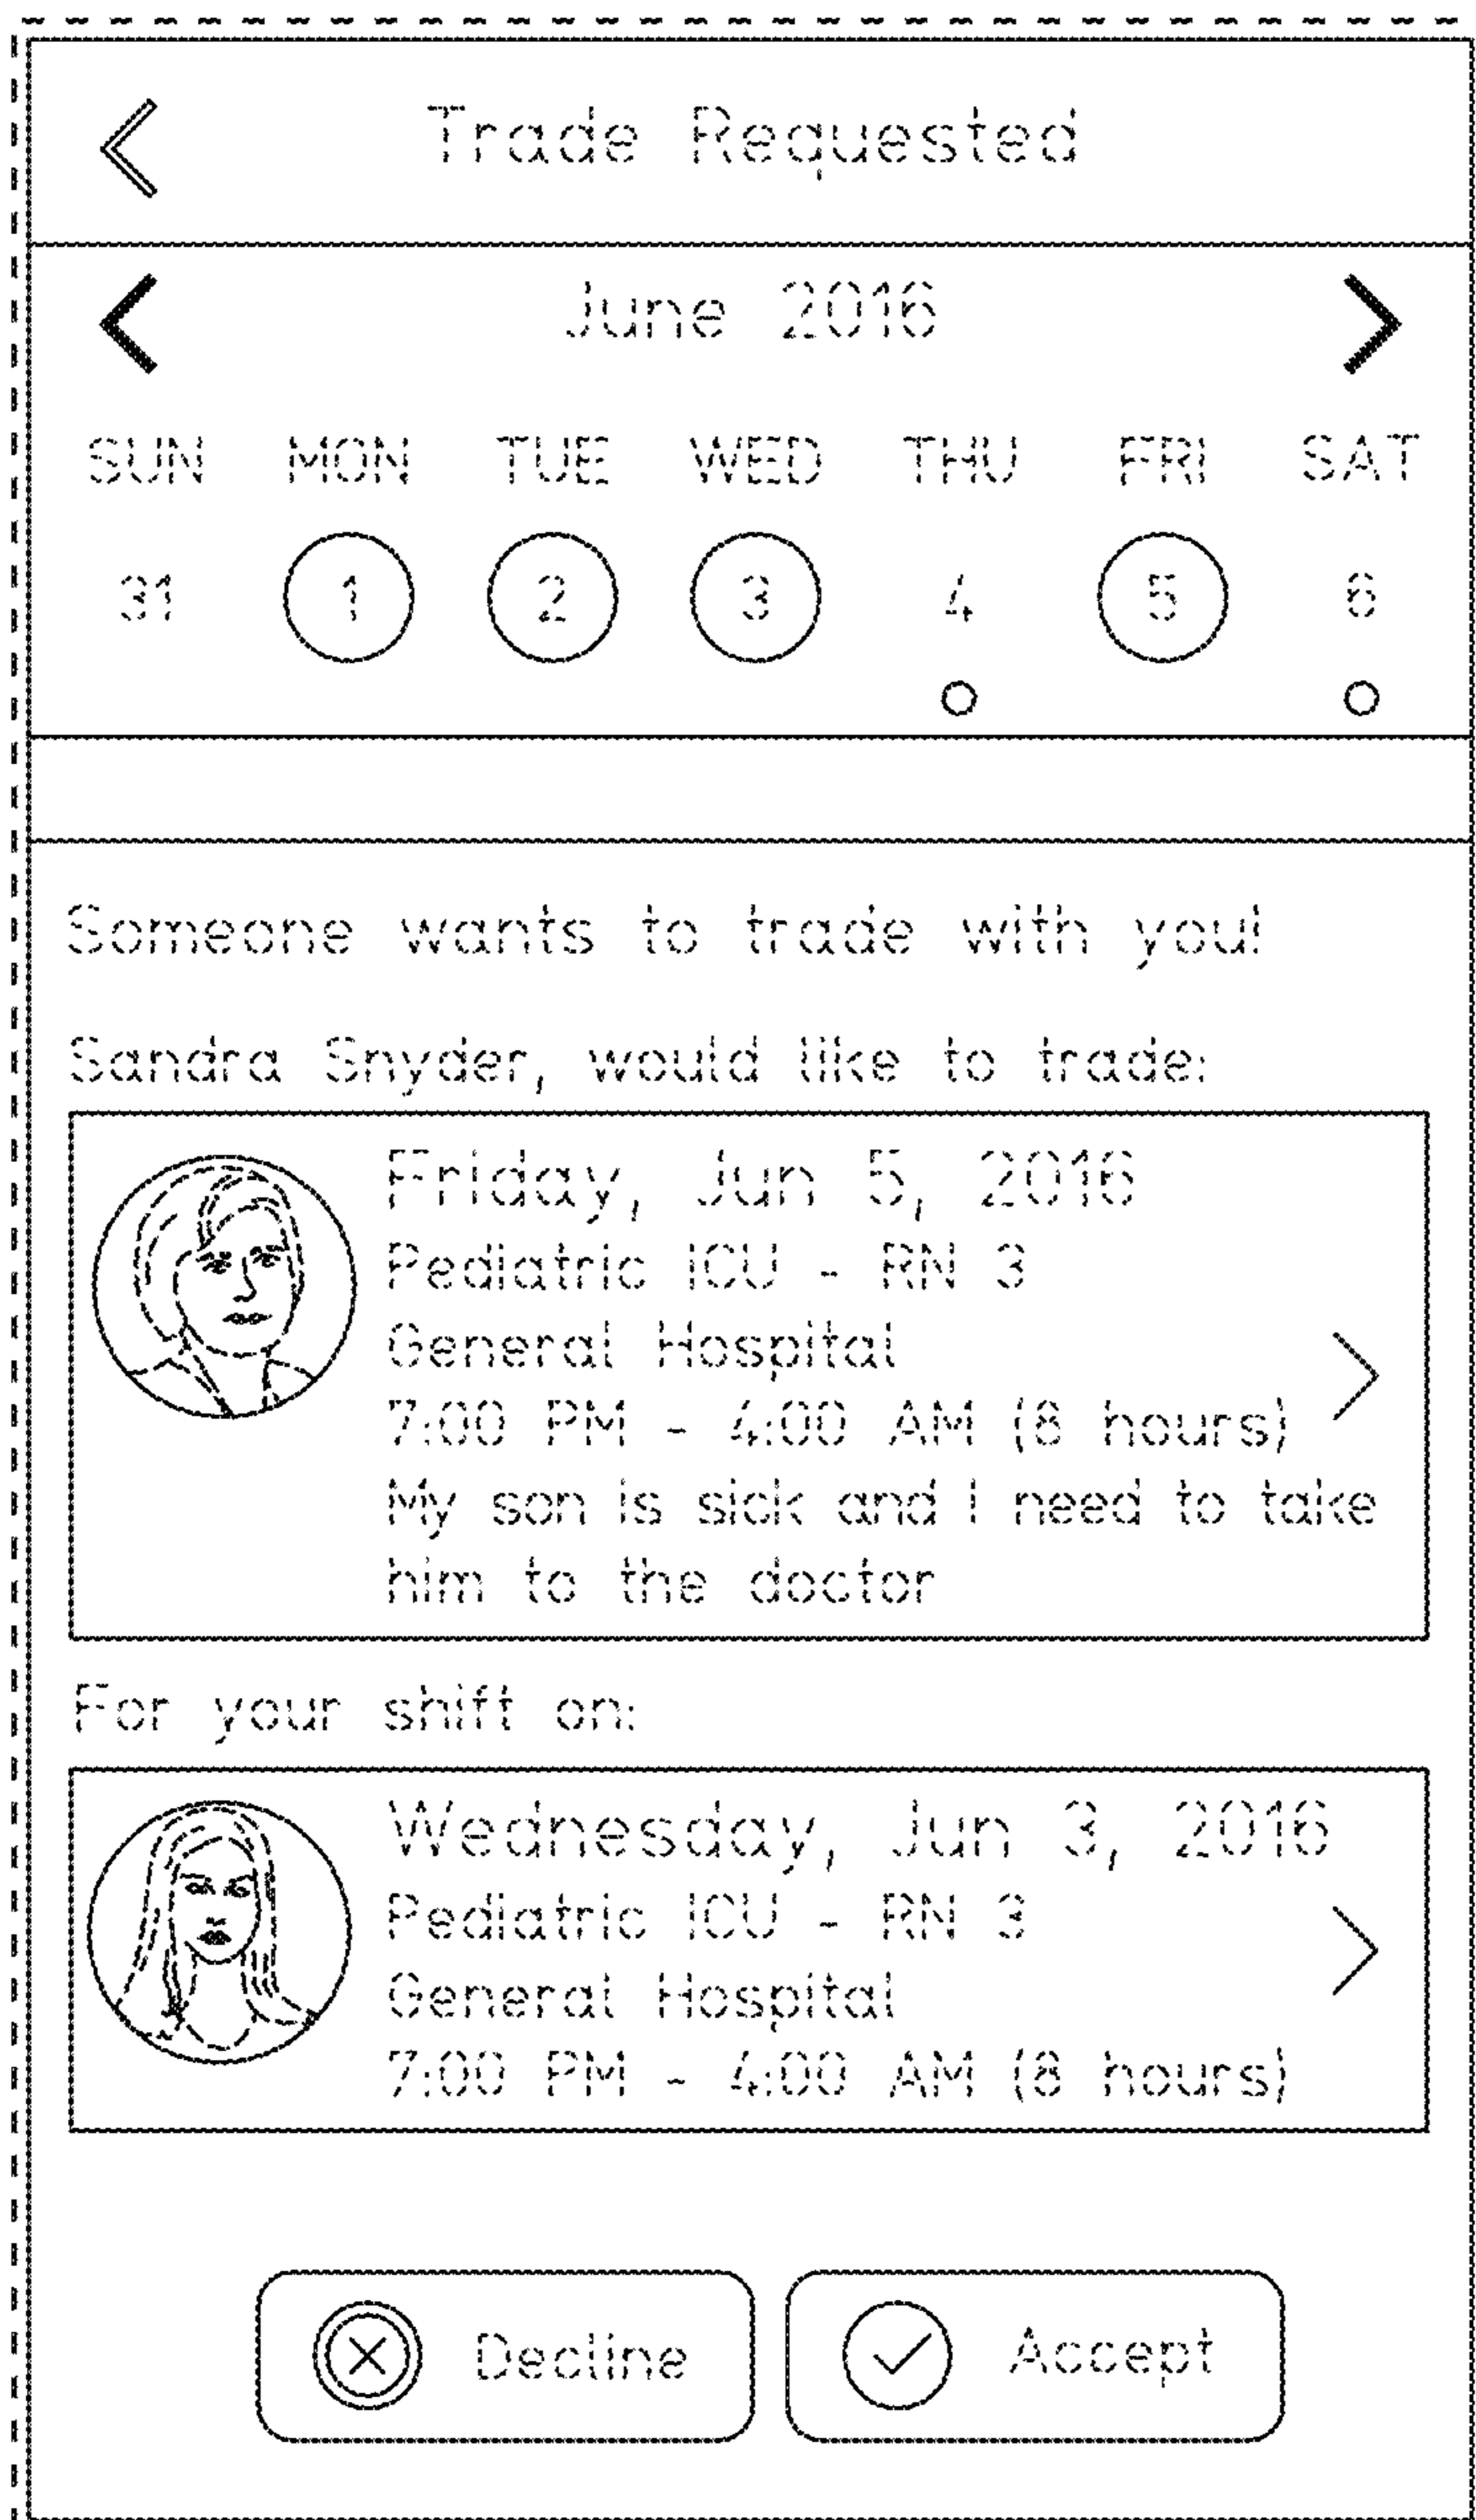 Trade Requested
June 2016
SUN MON TUE WED THU FRI SAT
31 1 2 3 4 5 6
Someone wants to trade with you!
Sandra Snyder, would like to trade:
Friday, Jun 5, 2016
Pediatric ICU - RN 3
General Hospital
7:00 PM - 4:00 AM (8 hours)
My son is sick and I need to take
him to the doctor
For your shift on:
Wednesday, Jun 3, 2016
Pediatric ICU - RN 3
General Hospital
7:00 PM - 4:00 AM (8 hours)
Decline Accept